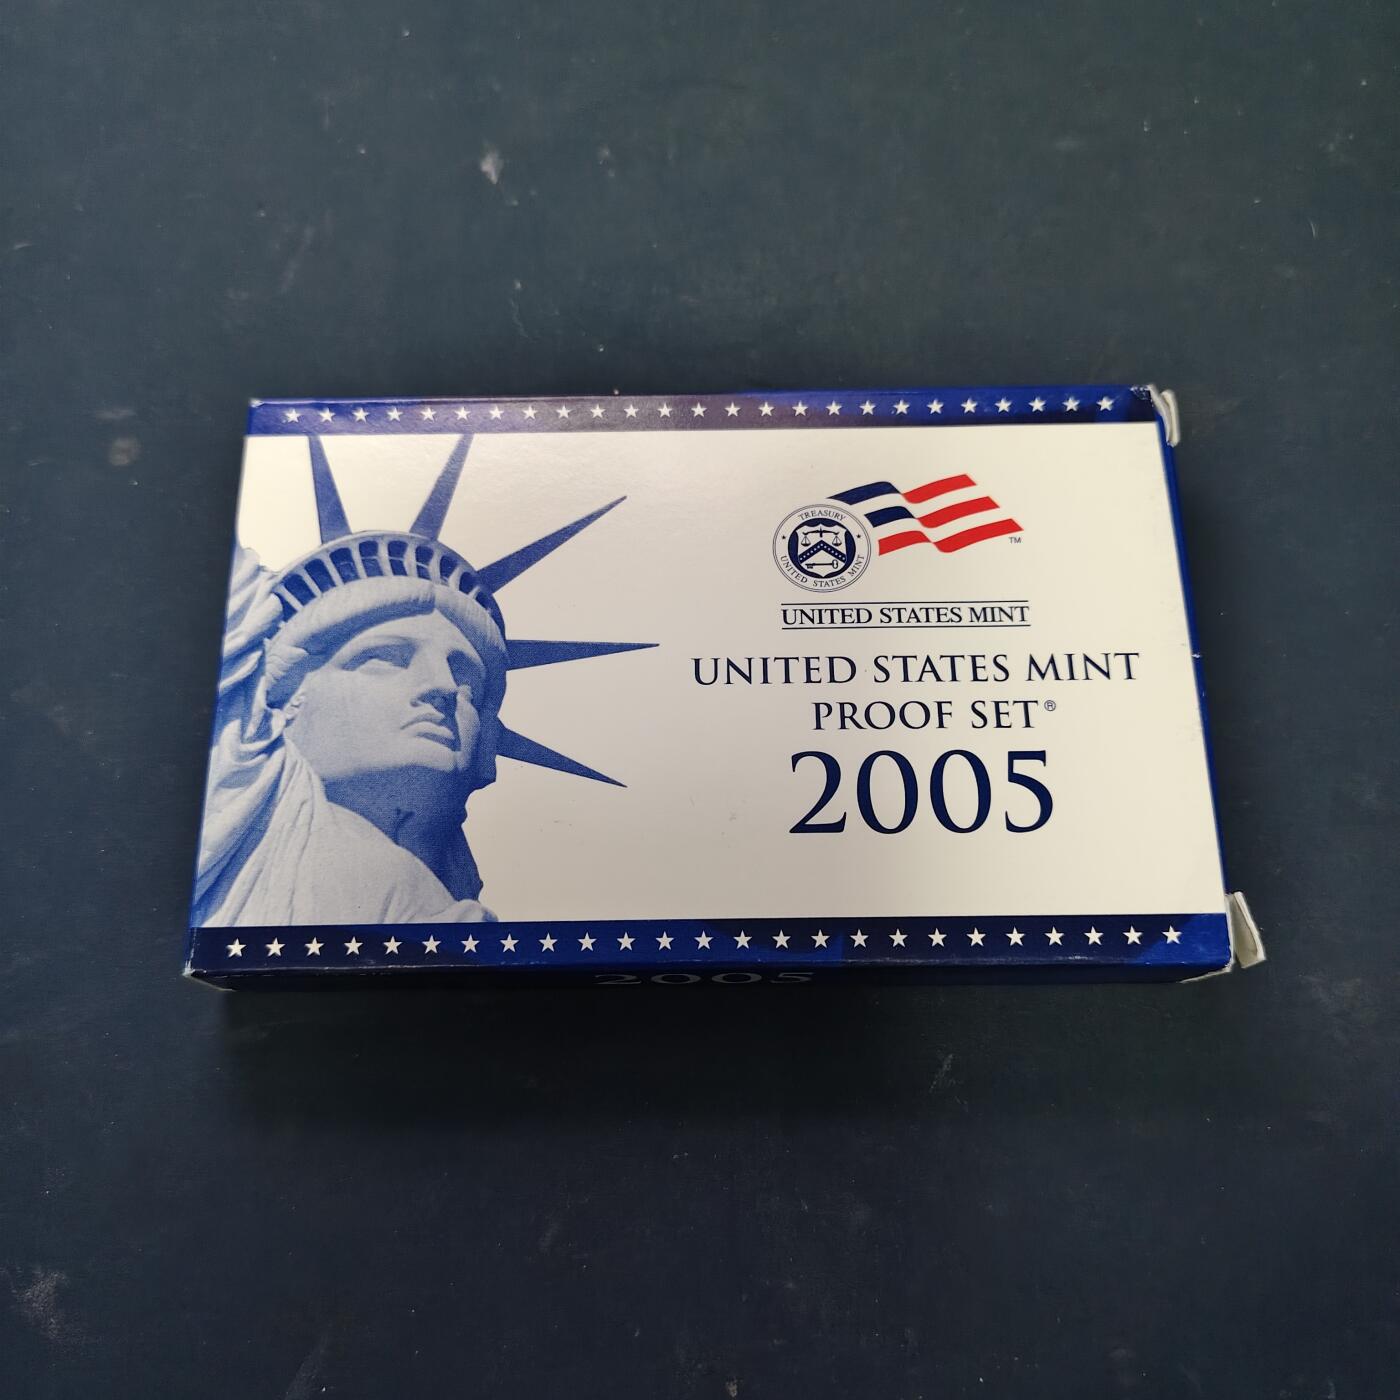 TREASURY
UNITED STATES MINT
TM
UNITED STATES MINT
UNITED STATES MINT
PROOF SET®
2005
2005